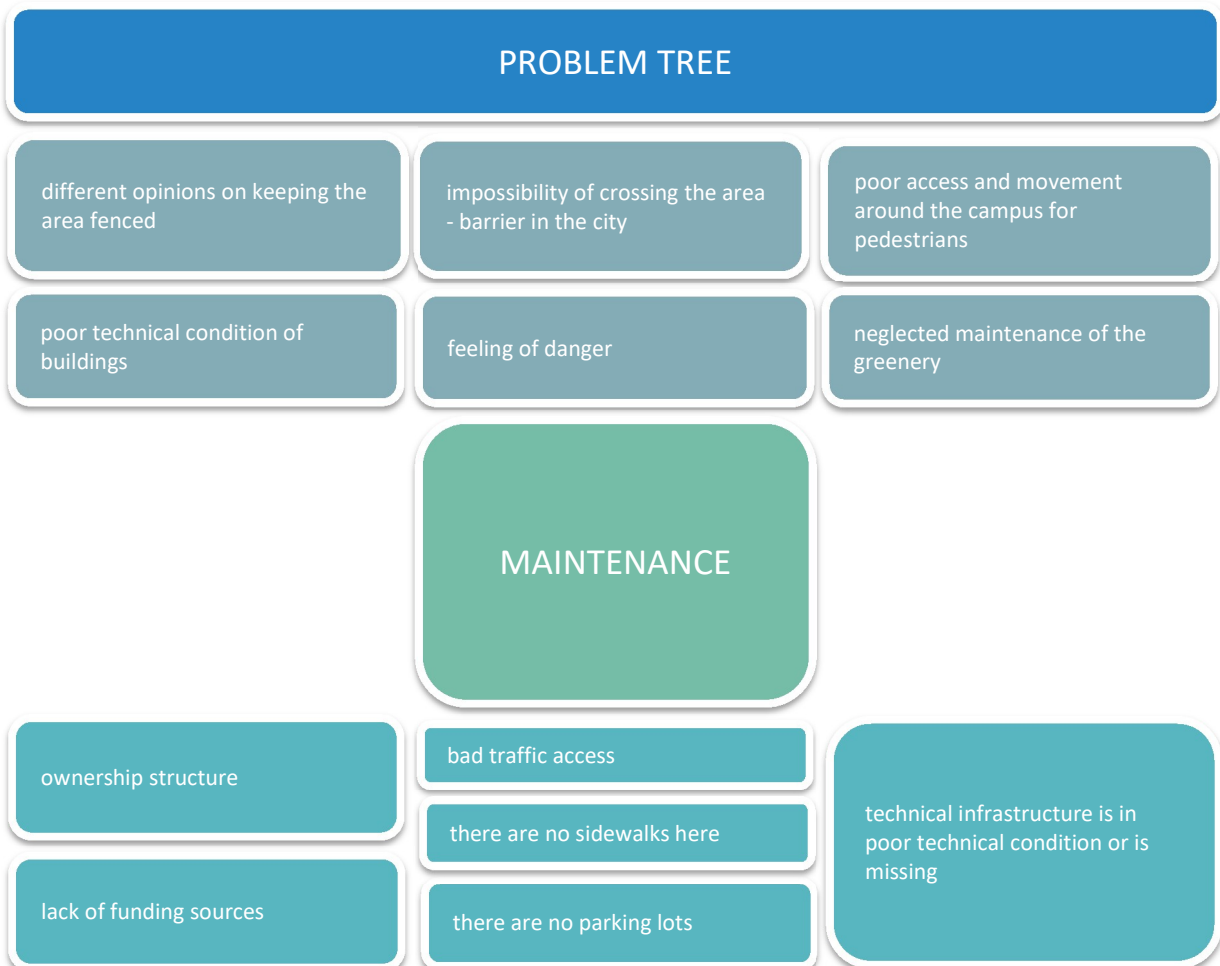 PROBLEM TREE
different opinions on keeping the
area fenced
impossibility of crossing the area
- barrier in the city
poor access and movement
around the campus for
pedestrians
poor technical condition of
buildings
feeling of danger
neglected maintenance of the
greenery
MAINTENANCE
ownership structure
lack of funding sources
bad traffic access
there are no sidewalks here
there are no parking lots
technical infrastructure is in
poor technical condition or is
missing